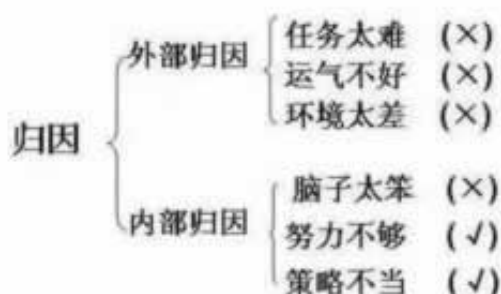 归因
外部归因
任务太难 (×)
运气不好 (×)
环境太差 (×)
内部归因
脑子太笨 (×)
努力不够 (√)
策略不当 (√)